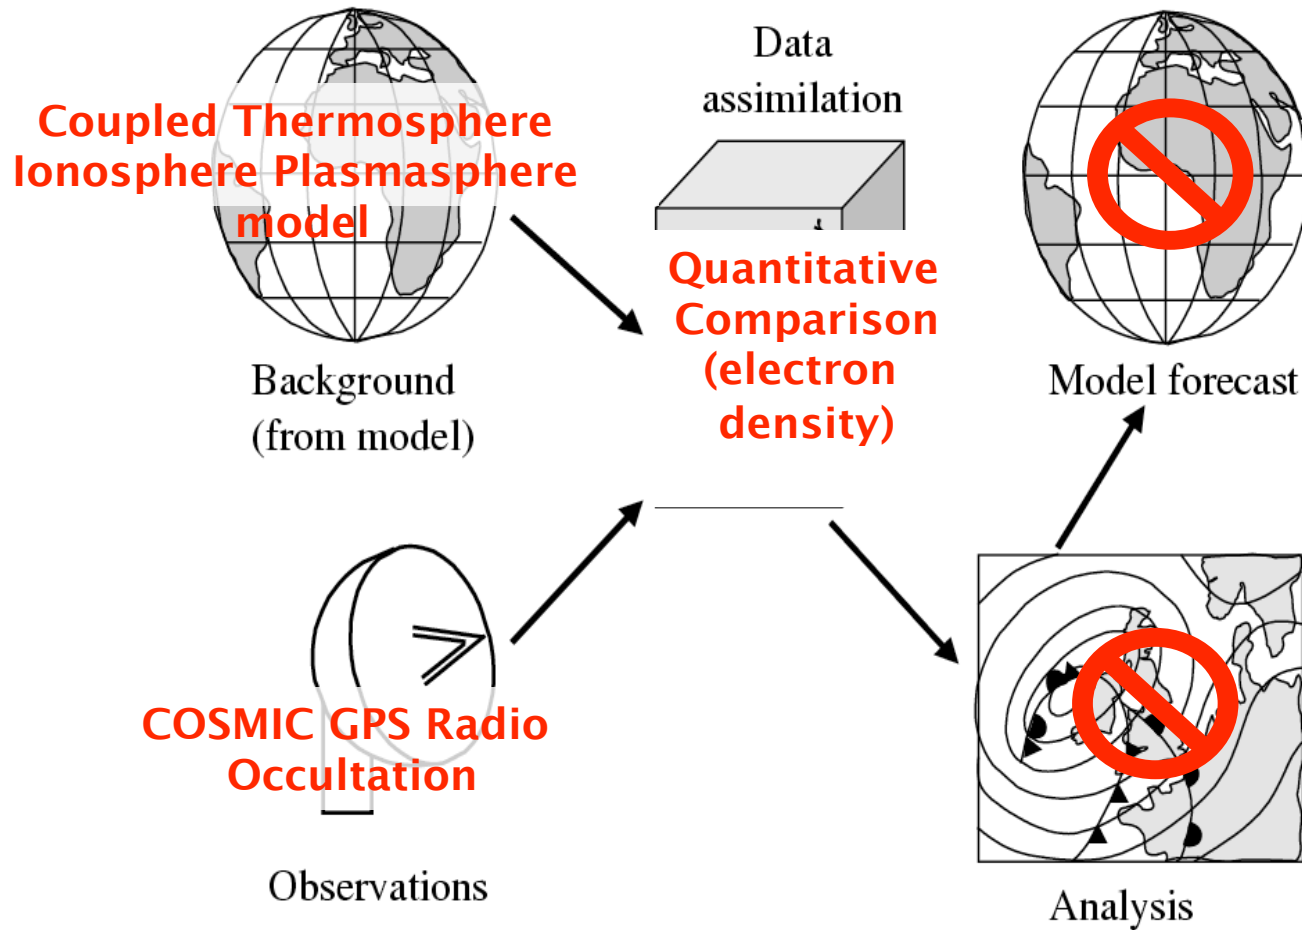 Coupled Thermosphere
Ionosphere Plasmasphere
model
Background
(from model)
Data
assimilation
Quantitative
Comparison
(electron
density)
Model forecast
COSMIC GPS Radio
Occultation
Observations
Analysis